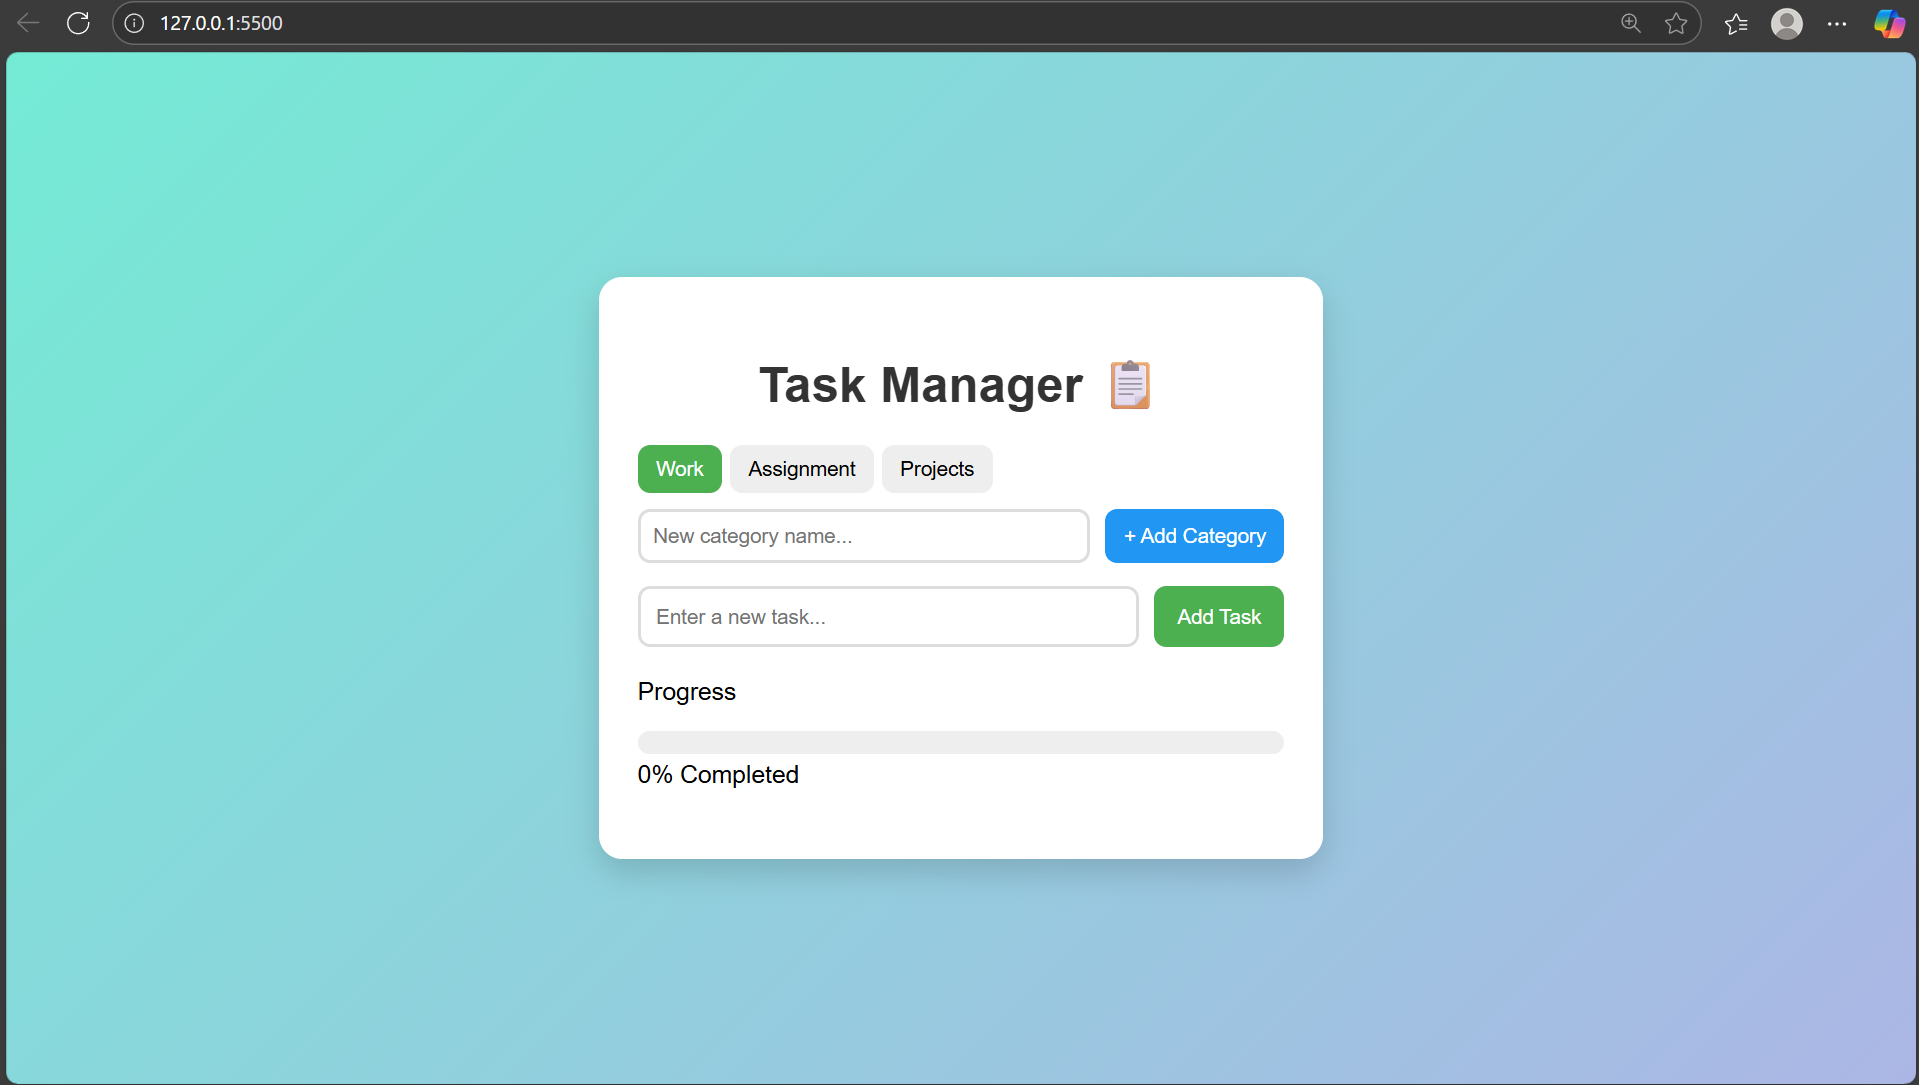 127.0.0.1:5500
Task Manager 📋
Work Assignment Projects
New category name... + Add Category
Enter a new task... Add Task
Progress
0% Completed